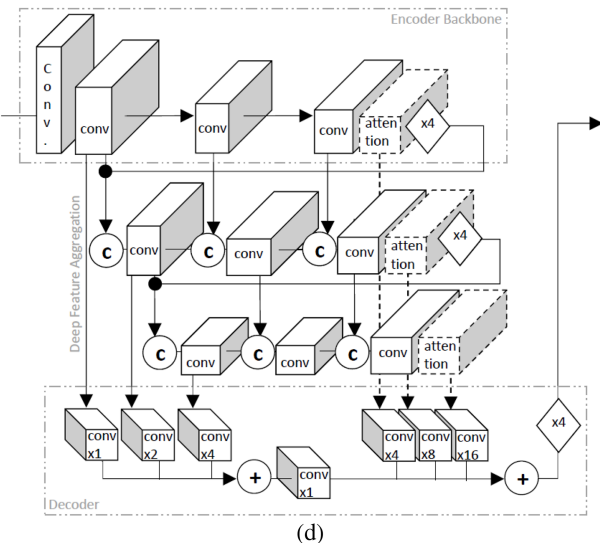 Encoder Backbone
C
o
n
v
.
conv
conv
conv
atten
tion
x4
Deep Feature Aggregation
C
conv
C
conv
C
conv
atten
tion
x4
C
conv
C
conv
C
conv
atten
tion
conv
x1
conv
x2
conv
x4
conv
x4
conv
x8
conv
x16
x4
+
conv
x1
+
Decoder
(d)